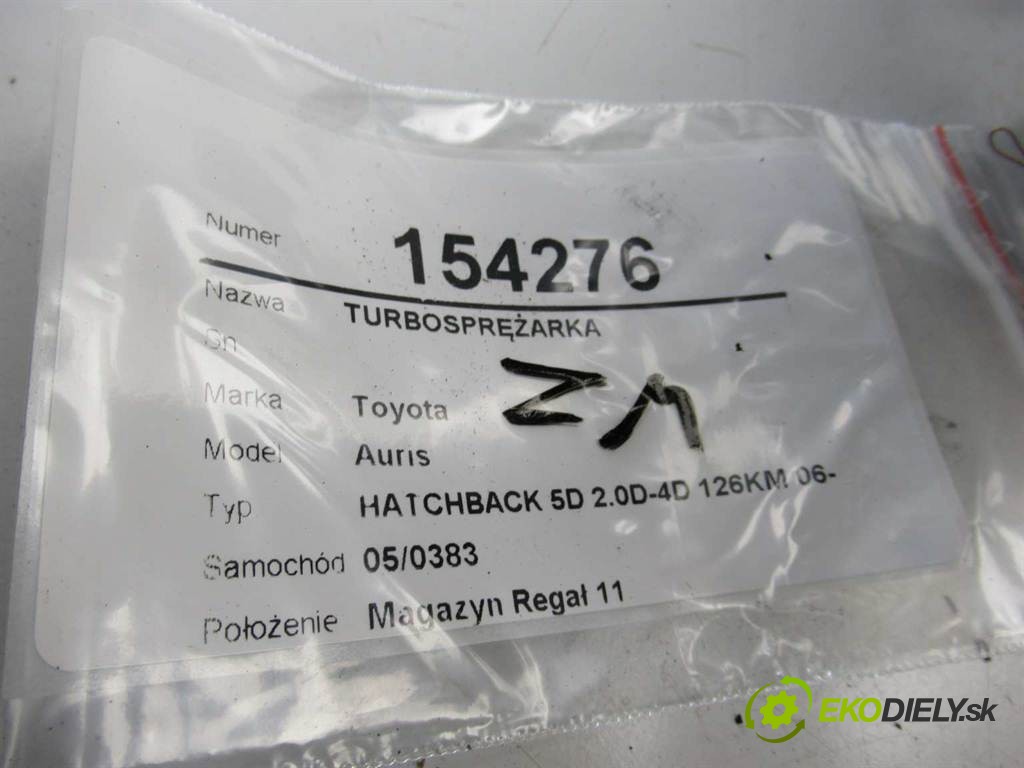 Numer 154276
Nazwa TURBOSPRĘŻARKA
Sn
Marka Toyota
Model Auris
Typ HATCHBACK 5D 2.0D-4D 126KM 06-
Samochód 05/0383
Położenie Magazyn Regał 11
EKODIELY.sk